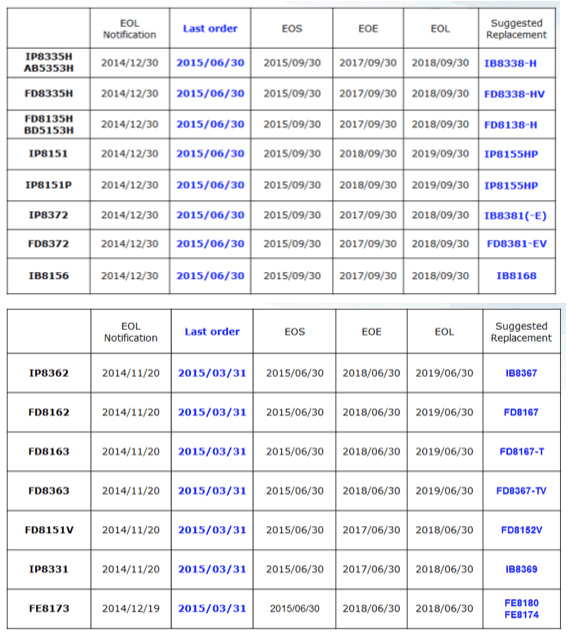 EOL Notification Last order EOS EOE EOL Suggested Replacement
IP8335H AB5353H 2014/12/30 2015/06/30 2015/09/30 2017/09/30 2018/09/30 IB8338-H
FD8335H 2014/12/30 2015/06/30 2015/09/30 2017/09/30 2018/09/30 FD8338-HV
FD8135H BD5153H 2014/12/30 2015/06/30 2015/09/30 2017/09/30 2018/09/30 FD8138-H
IP8151 2014/12/30 2015/06/30 2015/09/30 2018/09/30 2019/09/30 IP8155HP
IP8151P 2014/12/30 2015/06/30 2015/09/30 2018/09/30 2019/09/30 IP8155HP
IP8372 2014/12/30 2015/06/30 2015/09/30 2017/09/30 2018/09/30 IB8381(-E)
FD8372 2014/12/30 2015/06/30 2015/09/30 2017/09/30 2018/09/30 FD8381-EV
IB8156 2014/12/30 2015/06/30 2015/09/30 2017/09/30 2018/09/30 IB8168
EOL Notification Last order EOS EOE EOL Suggested Replacement
IP8362 2014/11/20 2015/03/31 2015/06/30 2018/06/30 2019/06/30 IB8367
FD8162 2014/11/20 2015/03/31 2015/06/30 2018/06/30 2019/06/30 FD8167
FD8163 2014/11/20 2015/03/31 2015/06/30 2018/06/30 2019/06/30 FD8167-T
FD8363 2014/11/20 2015/03/31 2015/06/30 2018/06/30 2019/06/30 FD8367-TV
FD8151V 2014/11/20 2015/03/31 2015/06/30 2017/06/30 2018/06/30 FD8152V
IP8331 2014/11/20 2015/03/31 2015/06/30 2017/06/30 2018/06/30 IB8369
FE8173 2014/12/19 2015/03/31 2015/06/30 2018/06/30 2018/06/30 FE8180 FE8174